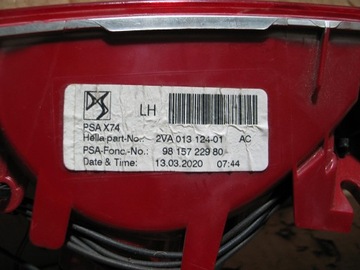 LH
PSA X74
Hella part-No.: 2VA 013 124-01 AC
PSA-Fonc.-No.: 98 157 229 80
Date & Time: 13.03.2020 07:44